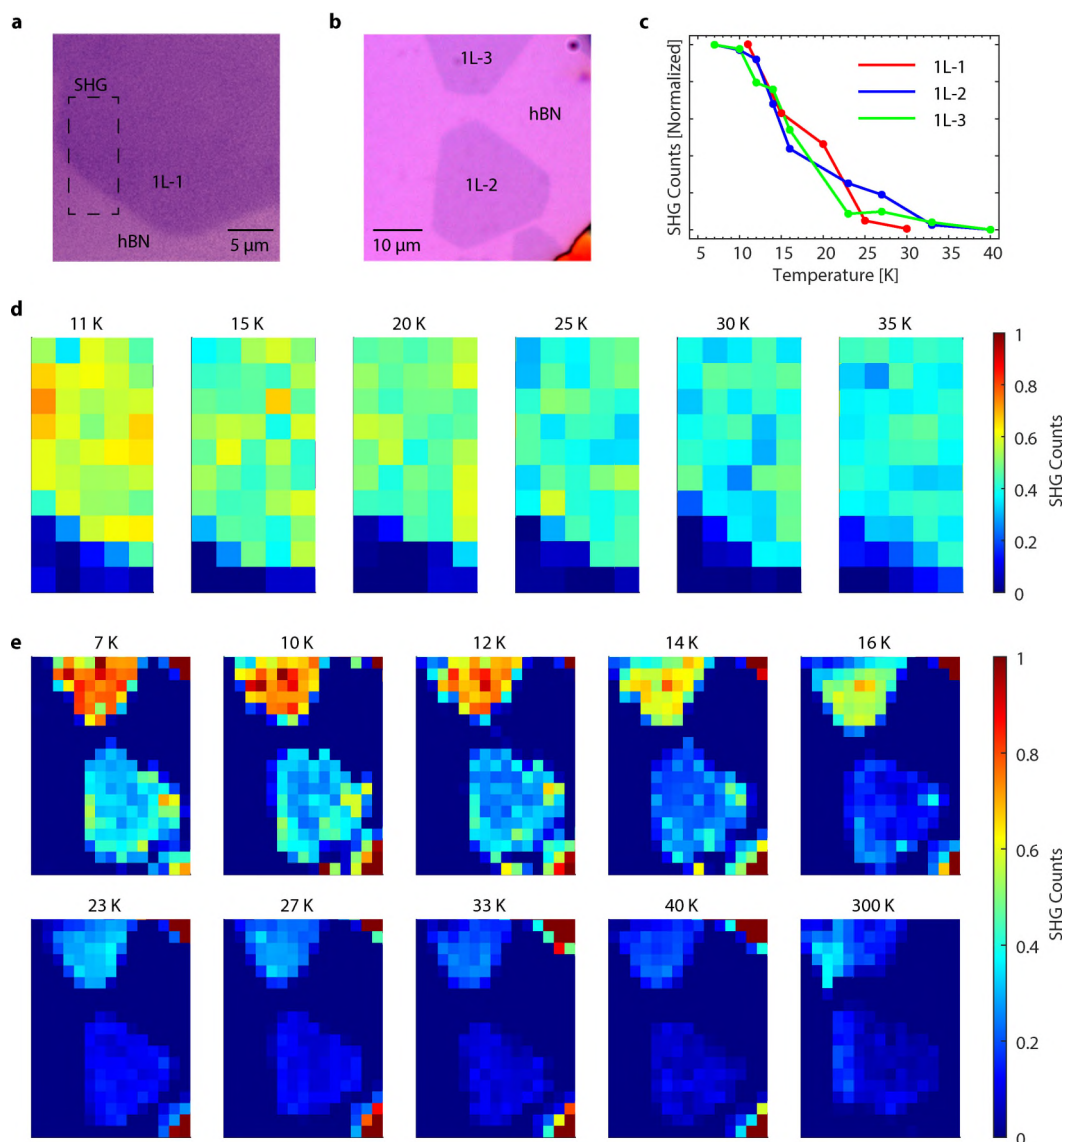 a
SHG
1L-1
hBN
5 μm
b
1L-3
hBN
1L-2
10 μm
c
SHG Counts [Normalized]
1L-1
1L-2
1L-3
5 10 15 20 25 30 35 40
Temperature [K]
d
11 K 15 K 20 K 25 K 30 K 35 K
1
0.8
0.6
0.4
0.2
0
SHG Counts
e
7 K 10 K 12 K 14 K 16 K
23 K 27 K 33 K 40 K 300 K
1
0.8
0.6
0.4
0.2
0
SHG Counts